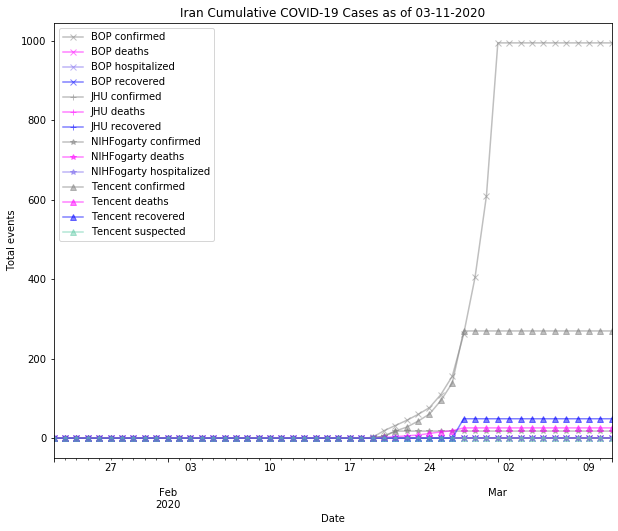 Iran Cumulative COVID-19 Cases as of 03-11-2020
BOP confirmed
BOP deaths
BOP hospitalized
BOP recovered
JHU confirmed
JHU deaths
JHU recovered
NIHFogarty confirmed
NIHFogarty deaths
NIHFogarty hospitalized
Tencent confirmed
Tencent deaths
Tencent recovered
Tencent suspected
1000
800
600
400
200
0
Total events
27 03 10 17 24 02 09
Feb Mar
2020
Date